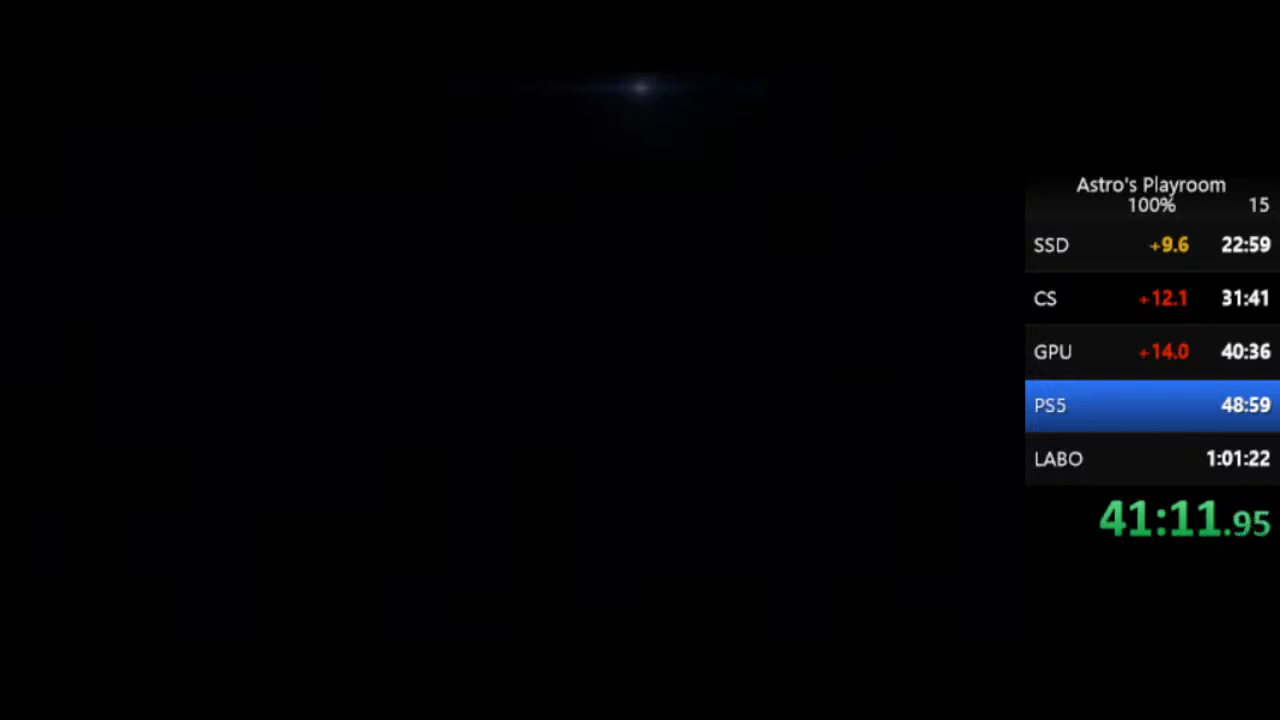 Astro's Playroom
100% 15
SSD +9.6 22:59
CS +12.1 31:41
GPU +14.0 40:36
PS5 48:59
LABO 1:01:22
41:11.95